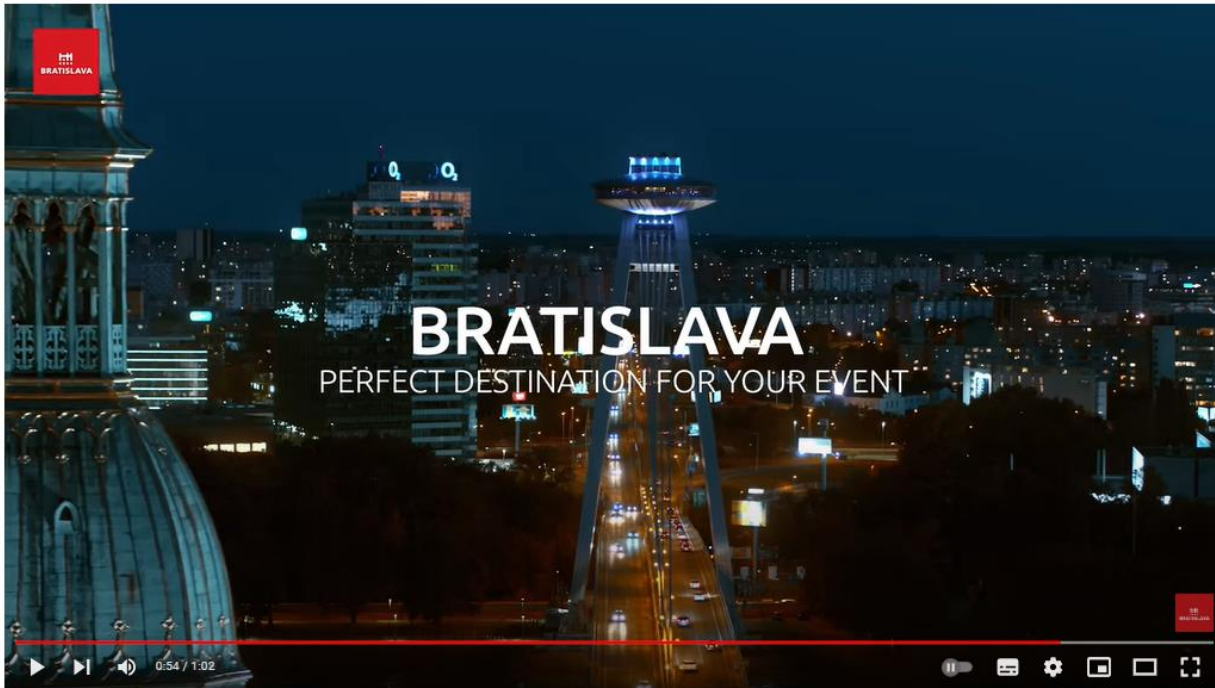 BRATISLAVA
O₂ O₂
BRATISLAVA
PERFECT DESTINATION FOR YOUR EVENT
BRATISLAVA
0:54 / 1:02